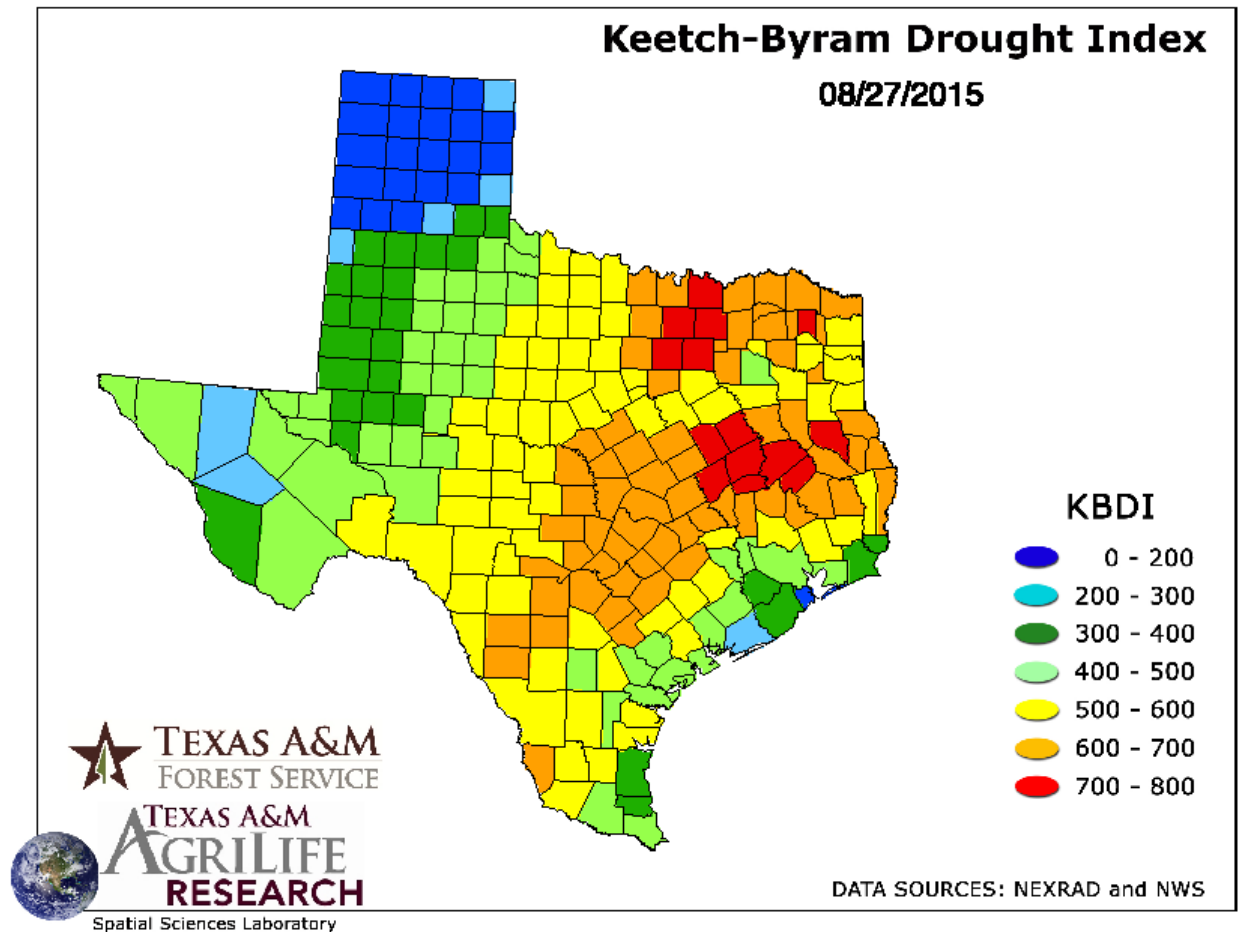 Keetch-Byram Drought Index
08/27/2015
KBDI
0 - 200
200 - 300
300 - 400
400 - 500
500 - 600
600 - 700
700 - 800
TEXAS A&M
FOREST SERVICE
TEXAS A&M
AGRILIFE
RESEARCH
Spatial Sciences Laboratory
DATA SOURCES: NEXRAD and NWS